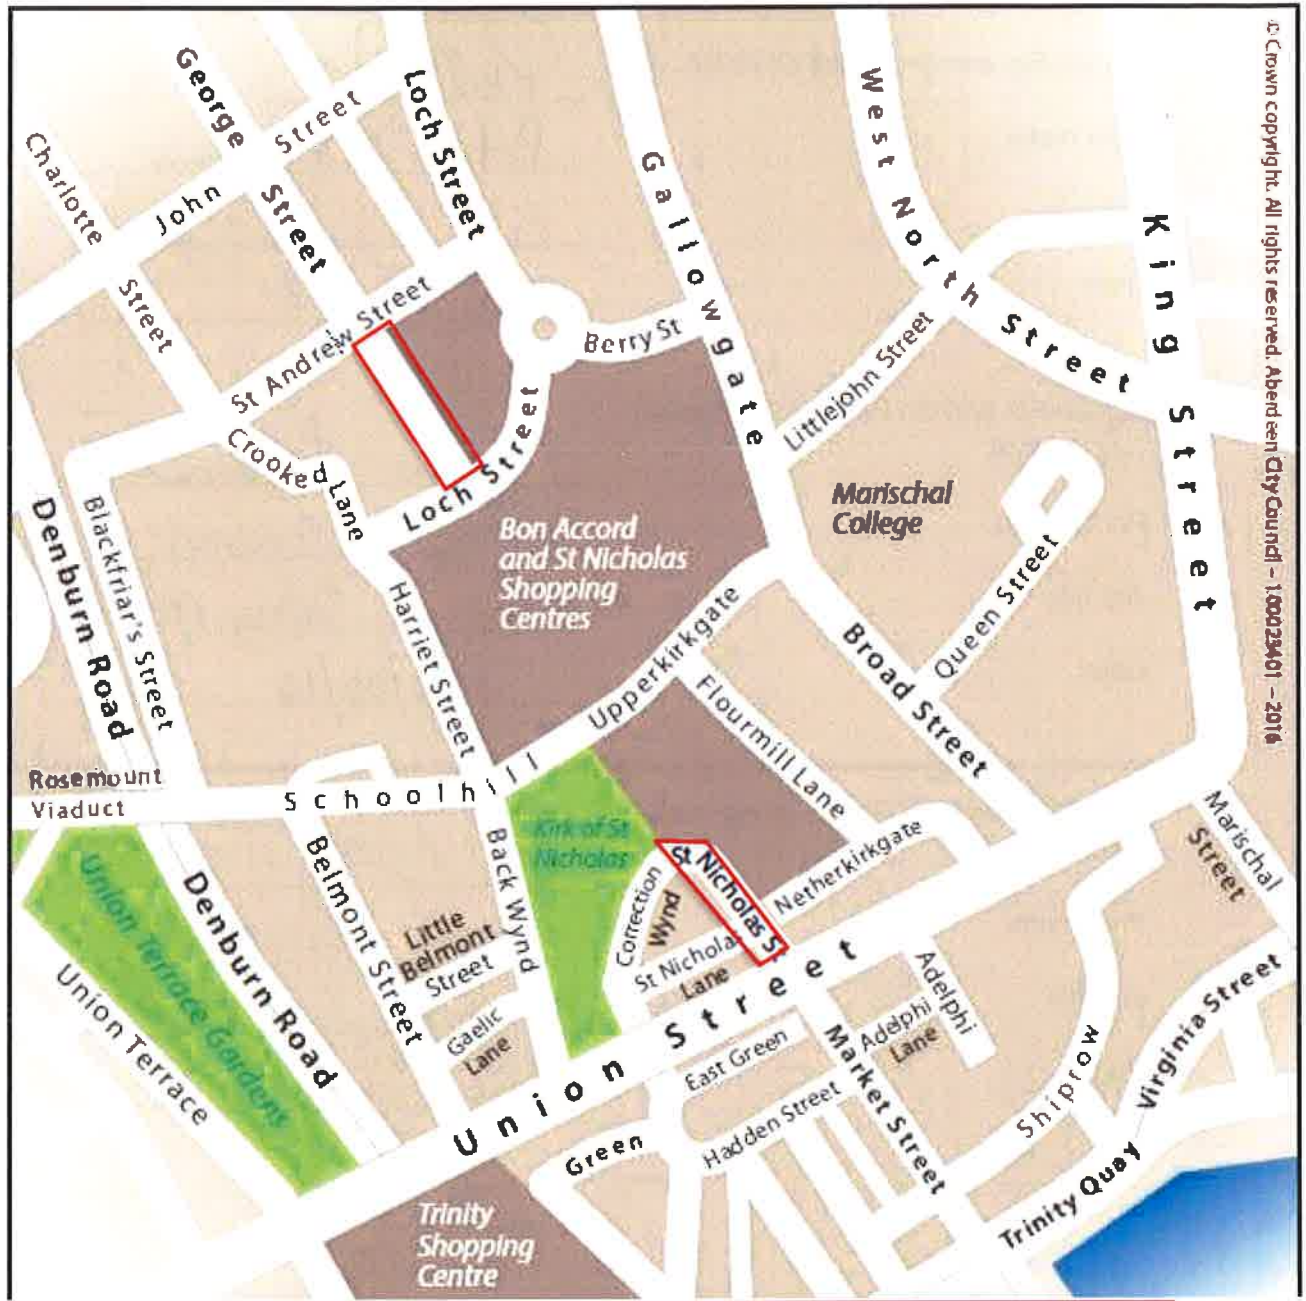 George
Street
Loch Street
John
Street
Charlotte
Street
St Andrew Street
Crooked Lane
Loch Street
Gallowgate
Berry St
West North Street
King Street
Littlejohn Street
Marischal
College
Queen Street
Bon Accord
and St Nicholas
Shopping
Centres
Harriet Street
Blackfriar's Street
Denburn Road
Rosemount
Viaduct
Schoolhill
Upperkirkgate
Flourmill Lane
Broad Street
Netherkirkgate
Kirk of St
Nicholas
Back Wynd
St Nicholas St
Correction
Wynd
St Nichola
Lane
Belmont Street
Little
Belmont
Street
Gaelic
Lane
Denburn Road
Union Terrace Gardens
Union Terrace
Union Street
East Green
Green
Hadden Street
Market Street
Adelphi
Adelphi
Lane
Marischal
Street
Shiprow
Virginia Street
Trinity Quay
Trinity
Shopping
Centre
© Crown copyright. All rights reserved. Aberdeen City Council – 100023401 – 2016